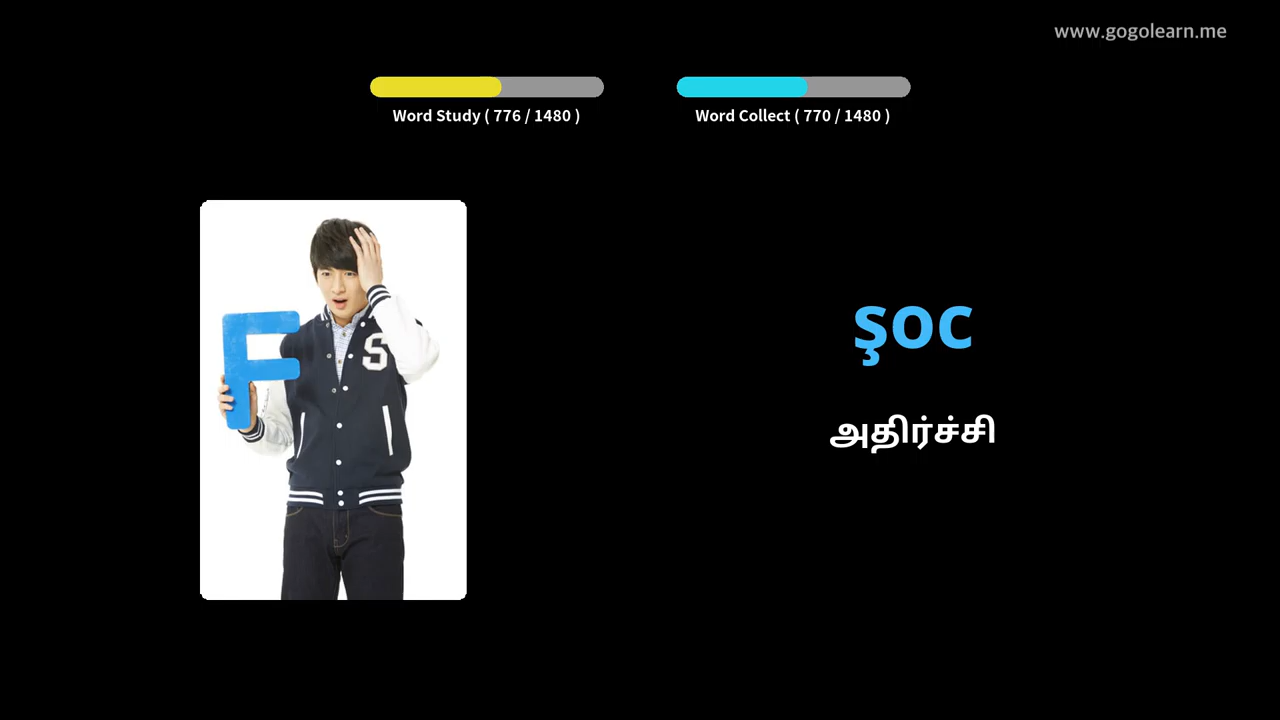 www.gogolearn.me
Word Study ( 776 / 1480 )
Word Collect ( 770 / 1480 )
F
S
şoc
அதிர்ச்சி